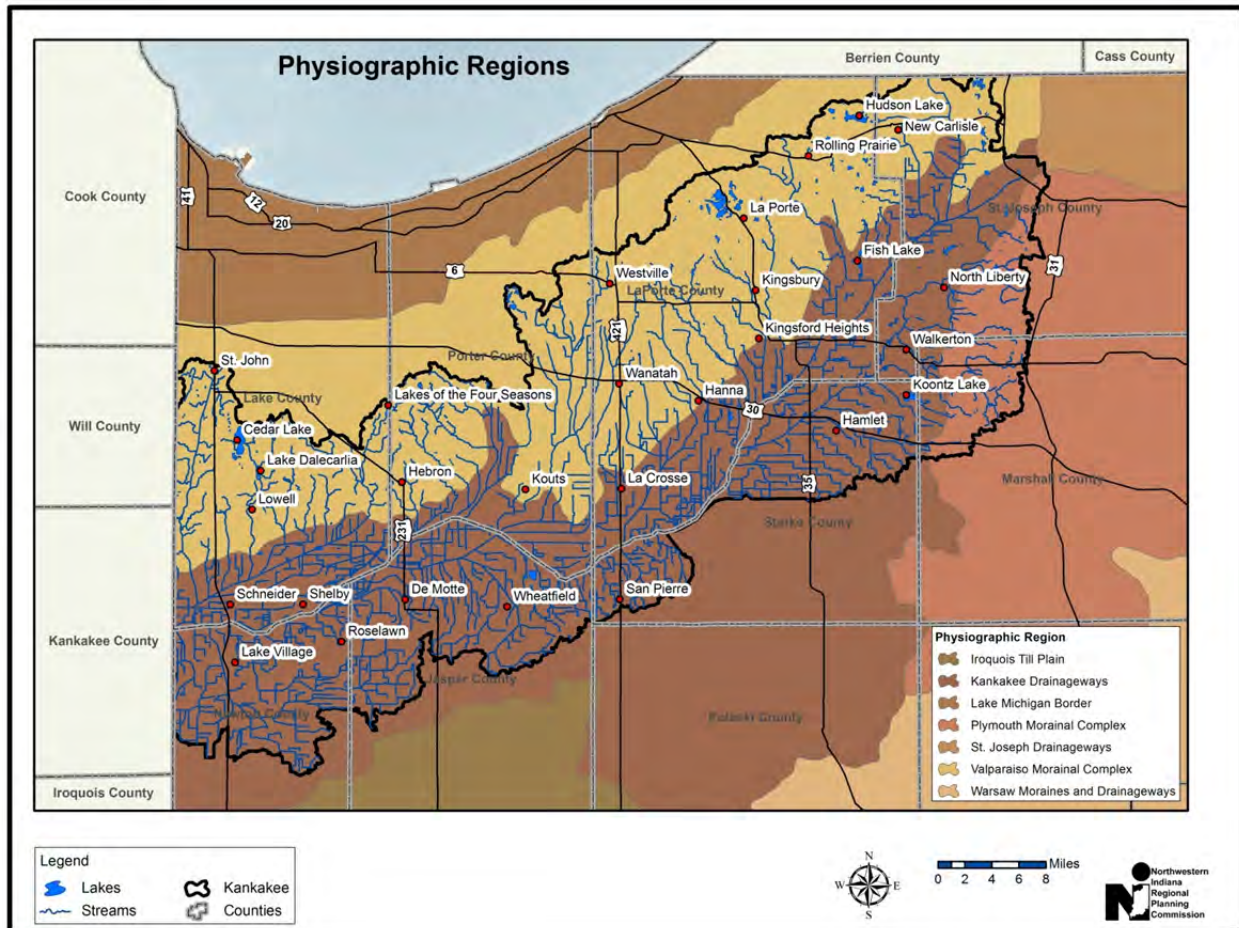 Physiographic Regions
Berrien County
Cass County
Hudson Lake
New Carlisle
Rolling Prairie
Cook County
41
12
20
St. Joseph County
La Porte
Fish Lake
31
6
Westville
LaPorte County
Kingsbury
North Liberty
421
Kingsford Heights
Walkerton
St. John
Porter County
Wanatah
Koontz Lake
Lake County
Lakes of the Four Seasons
Hanna
30
Hamlet
Will County
Cedar Lake
Lake Dalecarlia
Hebron
Kouts
La Crosse
35
Marshall County
Lowell
231
Starke County
Schneider
Shelby
De Motte
Wheatfield
San Pierre
Kankakee County
Roselawn
Lake Village
Jasper County
Newton County
Pulaski County
Physiographic Region
Iroquois Till Plain
Kankakee Drainageways
Lake Michigan Border
Plymouth Morainal Complex
St. Joseph Drainageways
Valparaiso Morainal Complex
Warsaw Moraines and Drainageways
Iroquois County
Legend
Lakes
Kankakee
Streams
Counties
N
W E
S
Miles
0 2 4 6 8
Northwestern
Indiana
Regional
Planning
Commission